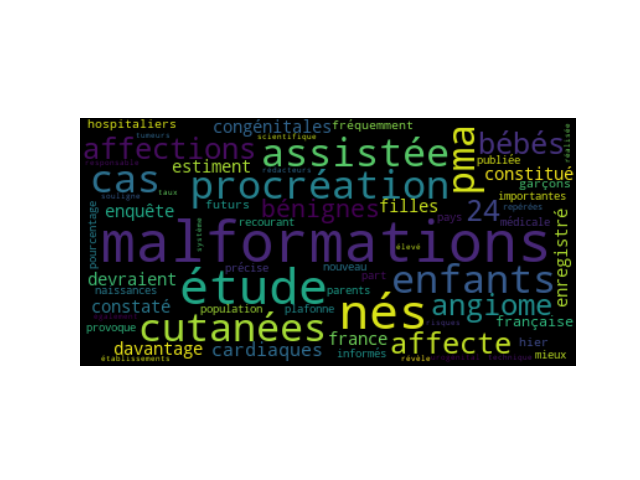 hospitaliers
congénitales
fréquemment
tumeurs
scientifique
réalisée
affections
assistée
pma
bébés
publiée
responsable
estiment
rédacteurs
constitué
cas
procréation
garçons
taux
souligne
importantes
pourcentage
enquête
futurs
bénignes
filles
24
repérées
recourant
pays
médicale
malformations
système
élevé
enregistré
précise
nouveau
part
devraient
étude
enfants
naissances
parents
constaté
population
plafonne
nés
angiome
risques
française
provoque
cutanées
france
affecte
hier
davantage
cardiaques
informés
révèle
technique
mieux
établissements